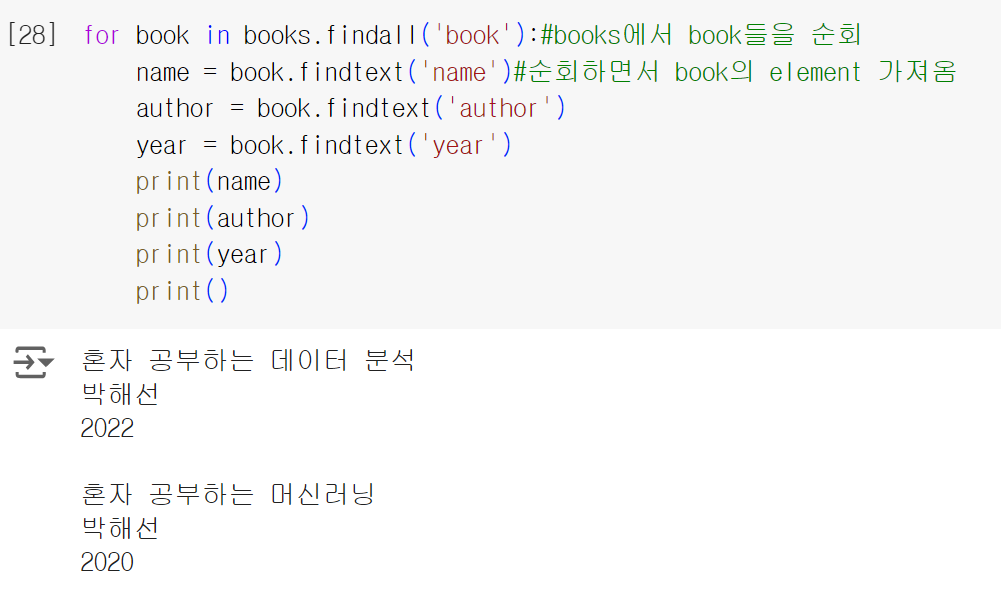 [28] for book in books.findall('book'):#books에서 book들을 순회
name = book.findtext('name')#순회하면서 book의 element 가져옴
author = book.findtext('author')
year = book.findtext('year')
print(name)
print(author)
print(year)
print()
혼자 공부하는 데이터 분석
박해선
2022
혼자 공부하는 머신러닝
박해선
2020